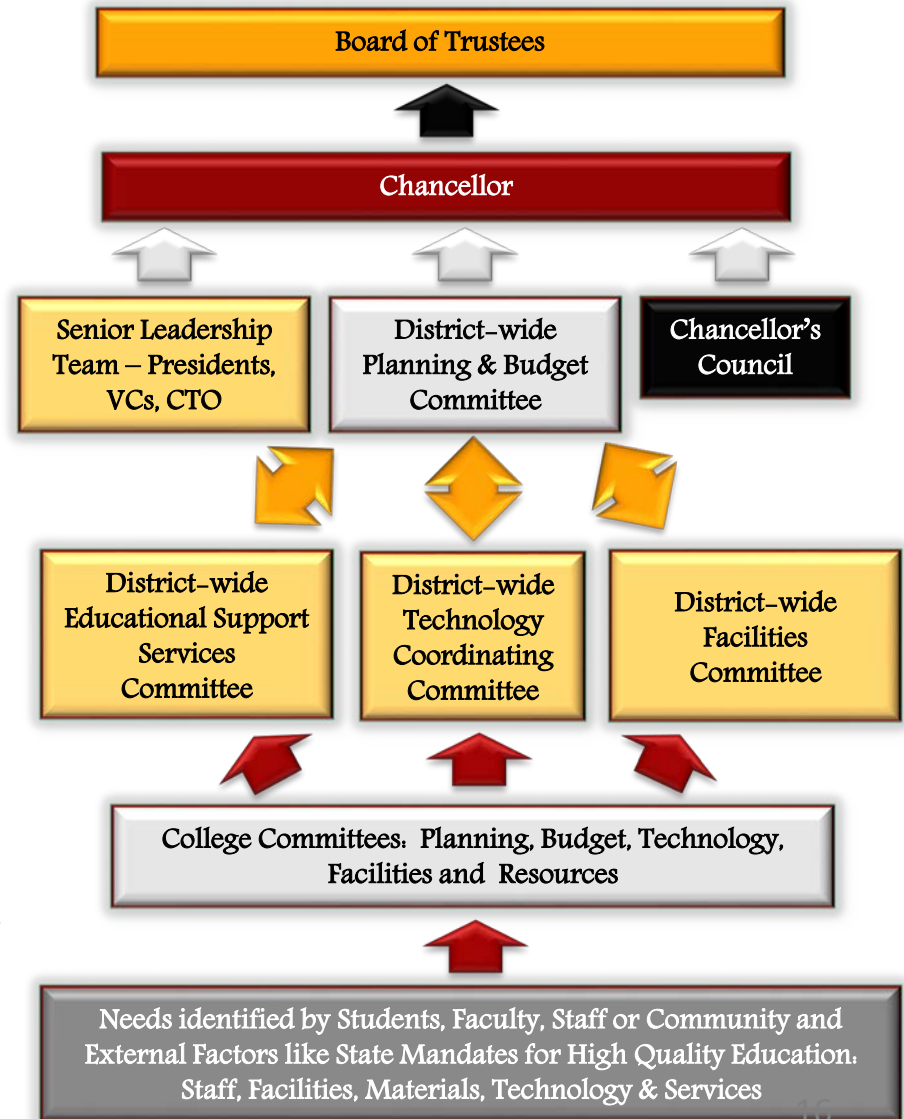 Board of Trustees
Chancellor
Senior Leadership
Team – Presidents,
VCs, CTO
District-wide
Planning & Budget
Committee
Chancellor's
Council
District-wide
Educational Support
Services
Committee
District-wide
Technology
Coordinating
Committee
District-wide
Facilities
Committee
College Committees: Planning, Budget, Technology,
Facilities and Resources
Needs identified by Students, Faculty, Staff or Community and
External Factors like State Mandates for High Quality Education:
Staff, Facilities, Materials, Technology & Services
16